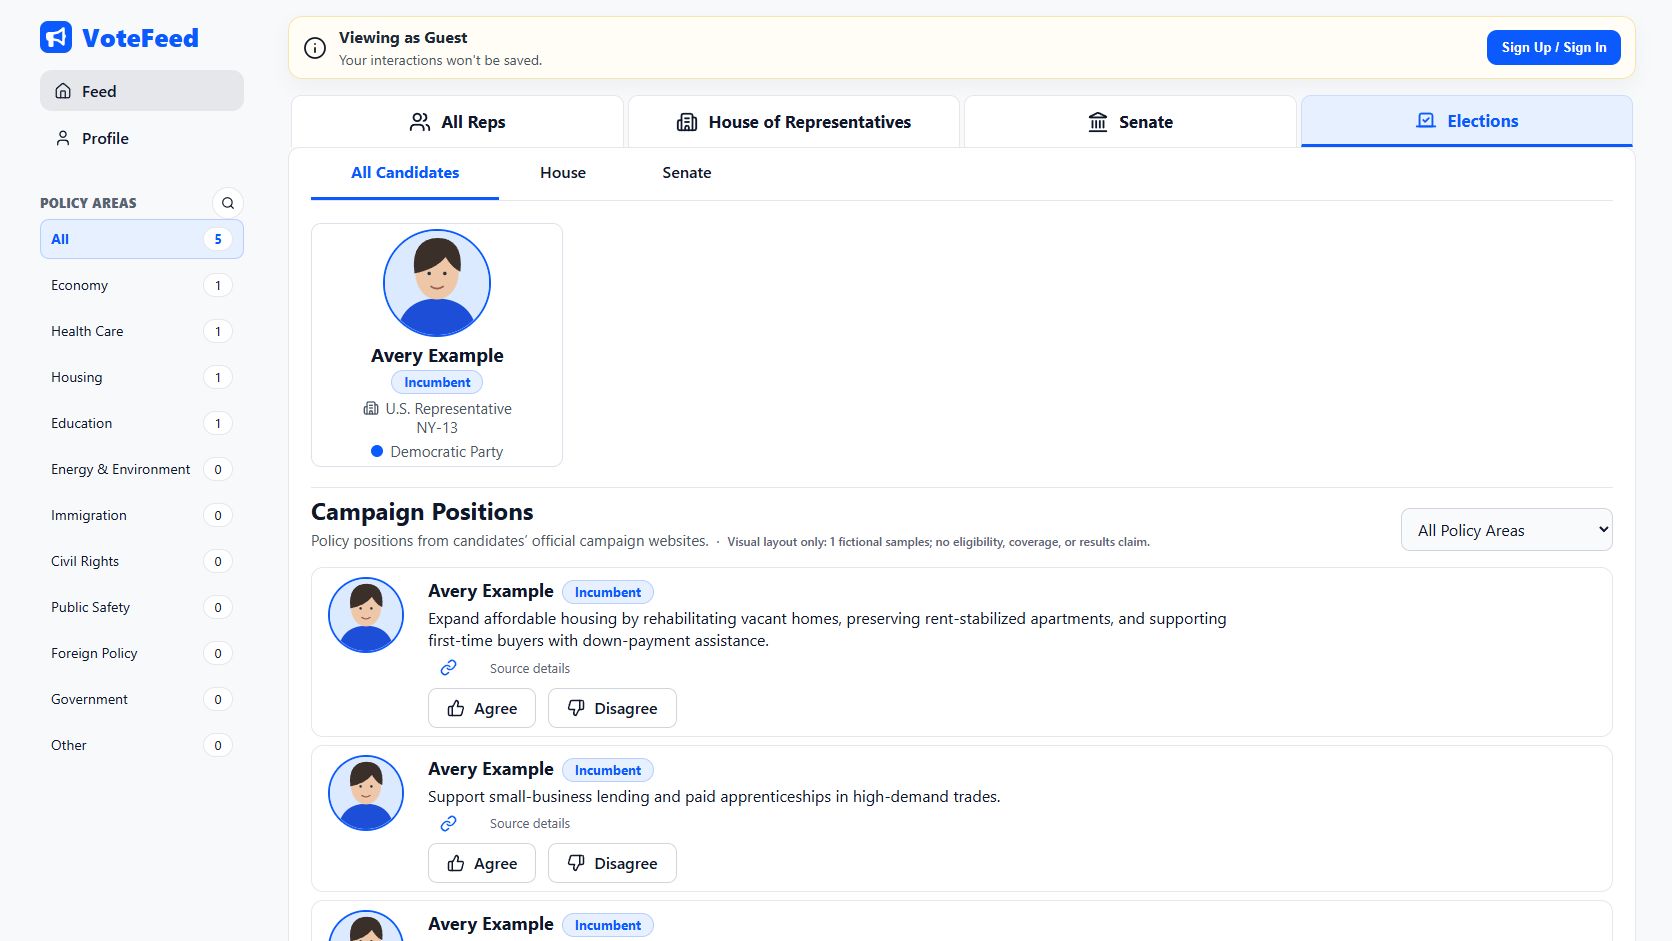 VoteFeed
Feed
Profile
POLICY AREAS
All 5
Economy 1
Health Care 1
Housing 1
Education 1
Energy & Environment 0
Immigration 0
Civil Rights 0
Public Safety 0
Foreign Policy 0
Government 0
Other 0
Viewing as Guest
Your interactions won't be saved.
Sign Up / Sign In
All Reps
House of Representatives
Senate
Elections
All Candidates
House
Senate
Avery Example
Incumbent
U.S. Representative
NY-13
Democratic Party
Campaign Positions
Policy positions from candidates' official campaign websites. · Visual layout only: 1 fictional samples; no eligibility, coverage, or results claim.
All Policy Areas
Avery Example Incumbent
Expand affordable housing by rehabilitating vacant homes, preserving rent-stabilized apartments, and supporting
first-time buyers with down-payment assistance.
Source details
Agree Disagree
Avery Example Incumbent
Support small-business lending and paid apprenticeships in high-demand trades.
Source details
Agree Disagree
Avery Example Incumbent